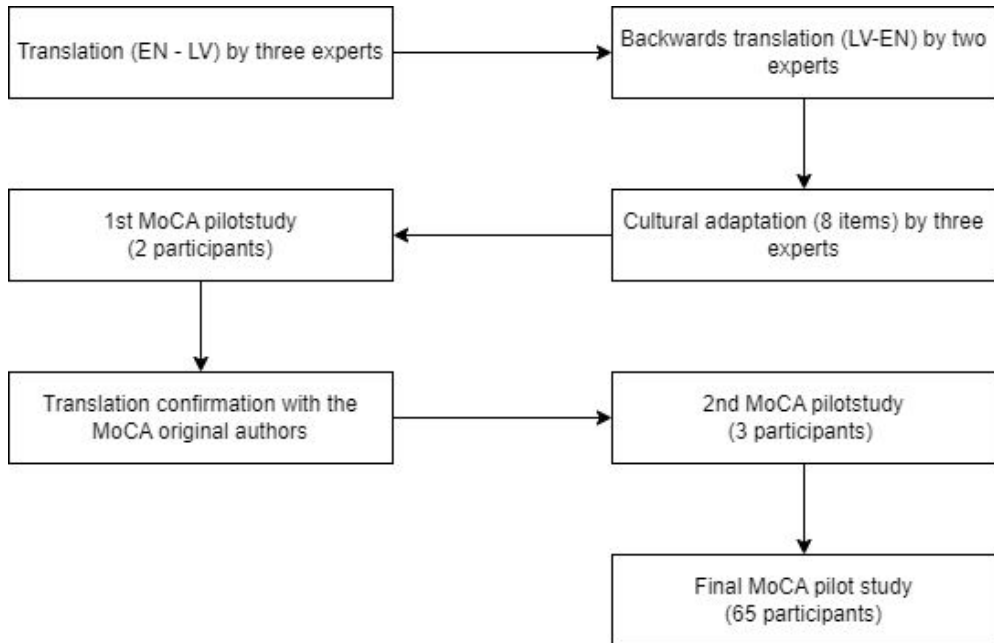 Translation (EN - LV) by three experts
Backwards translation (LV-EN) by two
experts
Cultural adaptation (8 items) by three
experts
1st MoCA pilotstudy
(2 participants)
Translation confirmation with the
MoCA original authors
2nd MoCA pilotstudy
(3 participants)
Final MoCA pilot study
(65 participants)